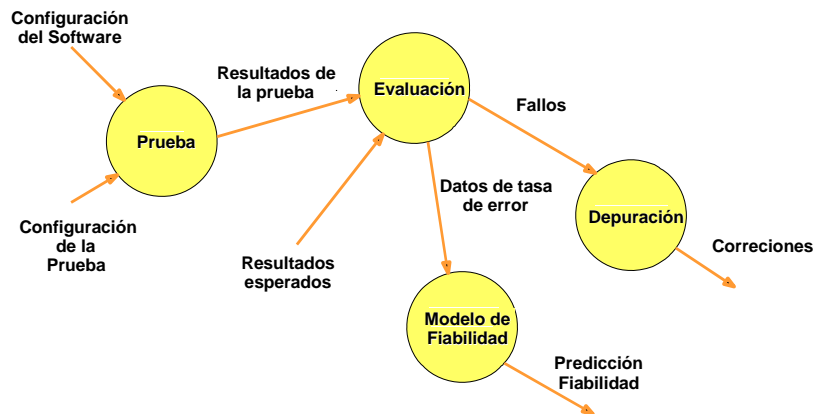 Configuración
del Software
Resultados de
la prueba
Evaluación
Fallos
Prueba
Datos de tasa
de error
Depuración
Configuración
de la
Prueba
Resultados
esperados
Correciones
Modelo de
Fiabilidad
Predicción
Fiabilidad